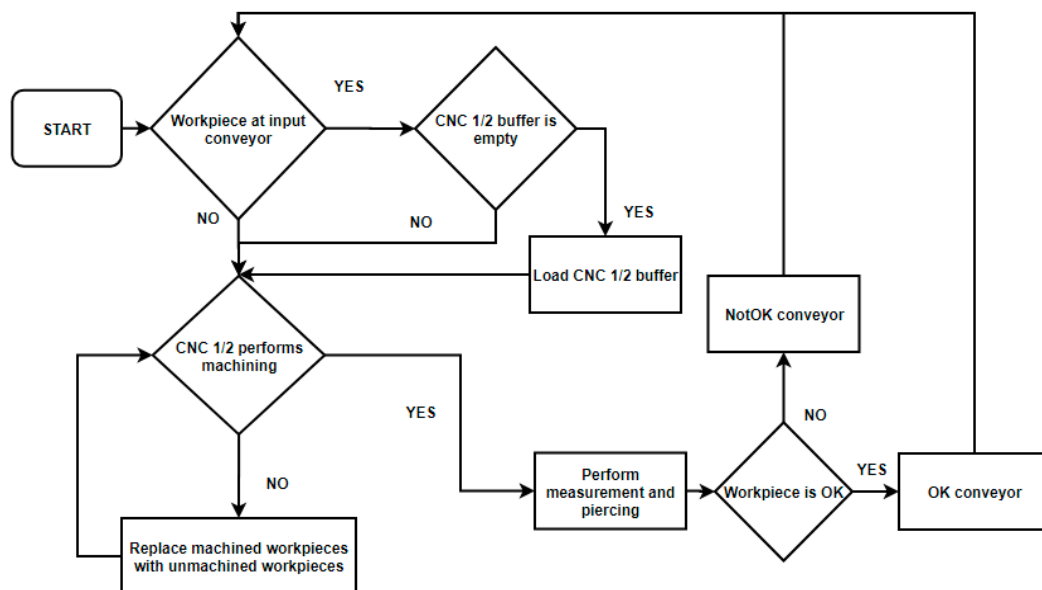 YES
START
Workpiece at input
conveyor
CNC 1/2 buffer is
empty
NO
NO
YES
Load CNC 1/2 buffer
NotOK conveyor
CNC 1/2 performs
machining
YES
NO
NO
Perform
measurement and
piercing
Workpiece is OK
YES
OK conveyor
Replace machined workpieces
with unmachined workpieces